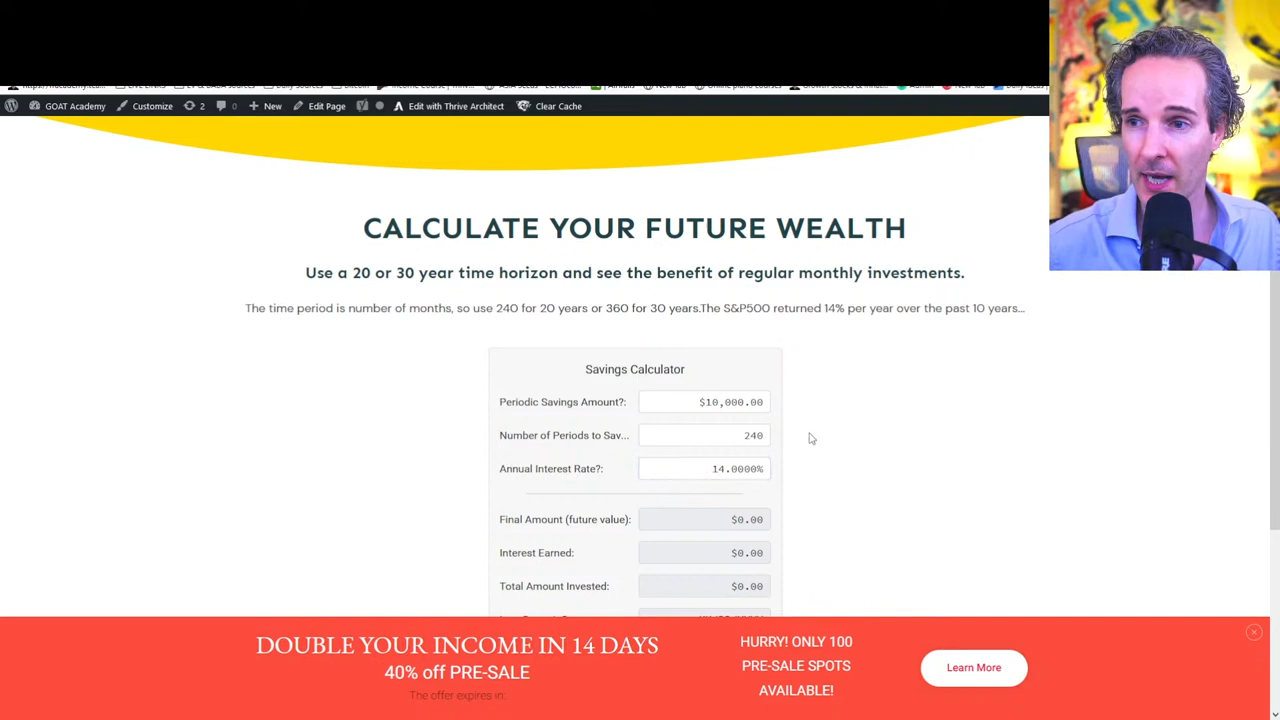 GOAT Academy Customize 2 0 New Edit Page Edit with Thrive Architect Clear Cache
CALCULATE YOUR FUTURE WEALTH
Use a 20 or 30 year time horizon and see the benefit of regular monthly investments.
The time period is number of months, so use 240 for 20 years or 360 for 30 years.The S&P500 returned 14% per year over the past 10 years...
Savings Calculator
Periodic Savings Amount?: $10,000.00
Number of Periods to Sav... 240
Annual Interest Rate?: 14.0000%
Final Amount (future value): $0.00
Interest Earned: $0.00
Total Amount Invested: $0.00
DOUBLE YOUR INCOME IN 14 DAYS
40% off PRE-SALE
The offer expires in:
HURRY! ONLY 100
PRE-SALE SPOTS
AVAILABLE!
Learn More